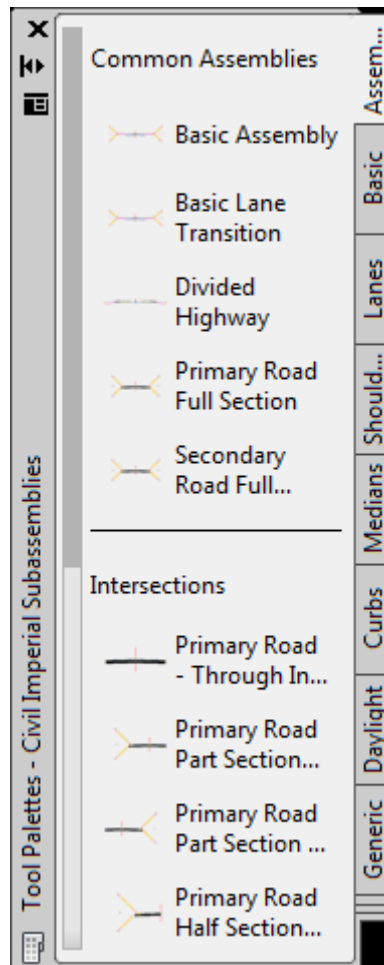 Common Assemblies
Basic Assembly
Basic Lane
Transition
Divided
Highway
Primary Road
Full Section
Secondary
Road Full...
Intersections
Primary Road
- Through In...
Primary Road
Part Section...
Primary Road
Part Section ...
Primary Road
Half Section...
Assem...
Basic
Lanes
Should...
Medians
Curbs
Daylight
Generic
Tool Palettes - Civil Imperial Subassemblies